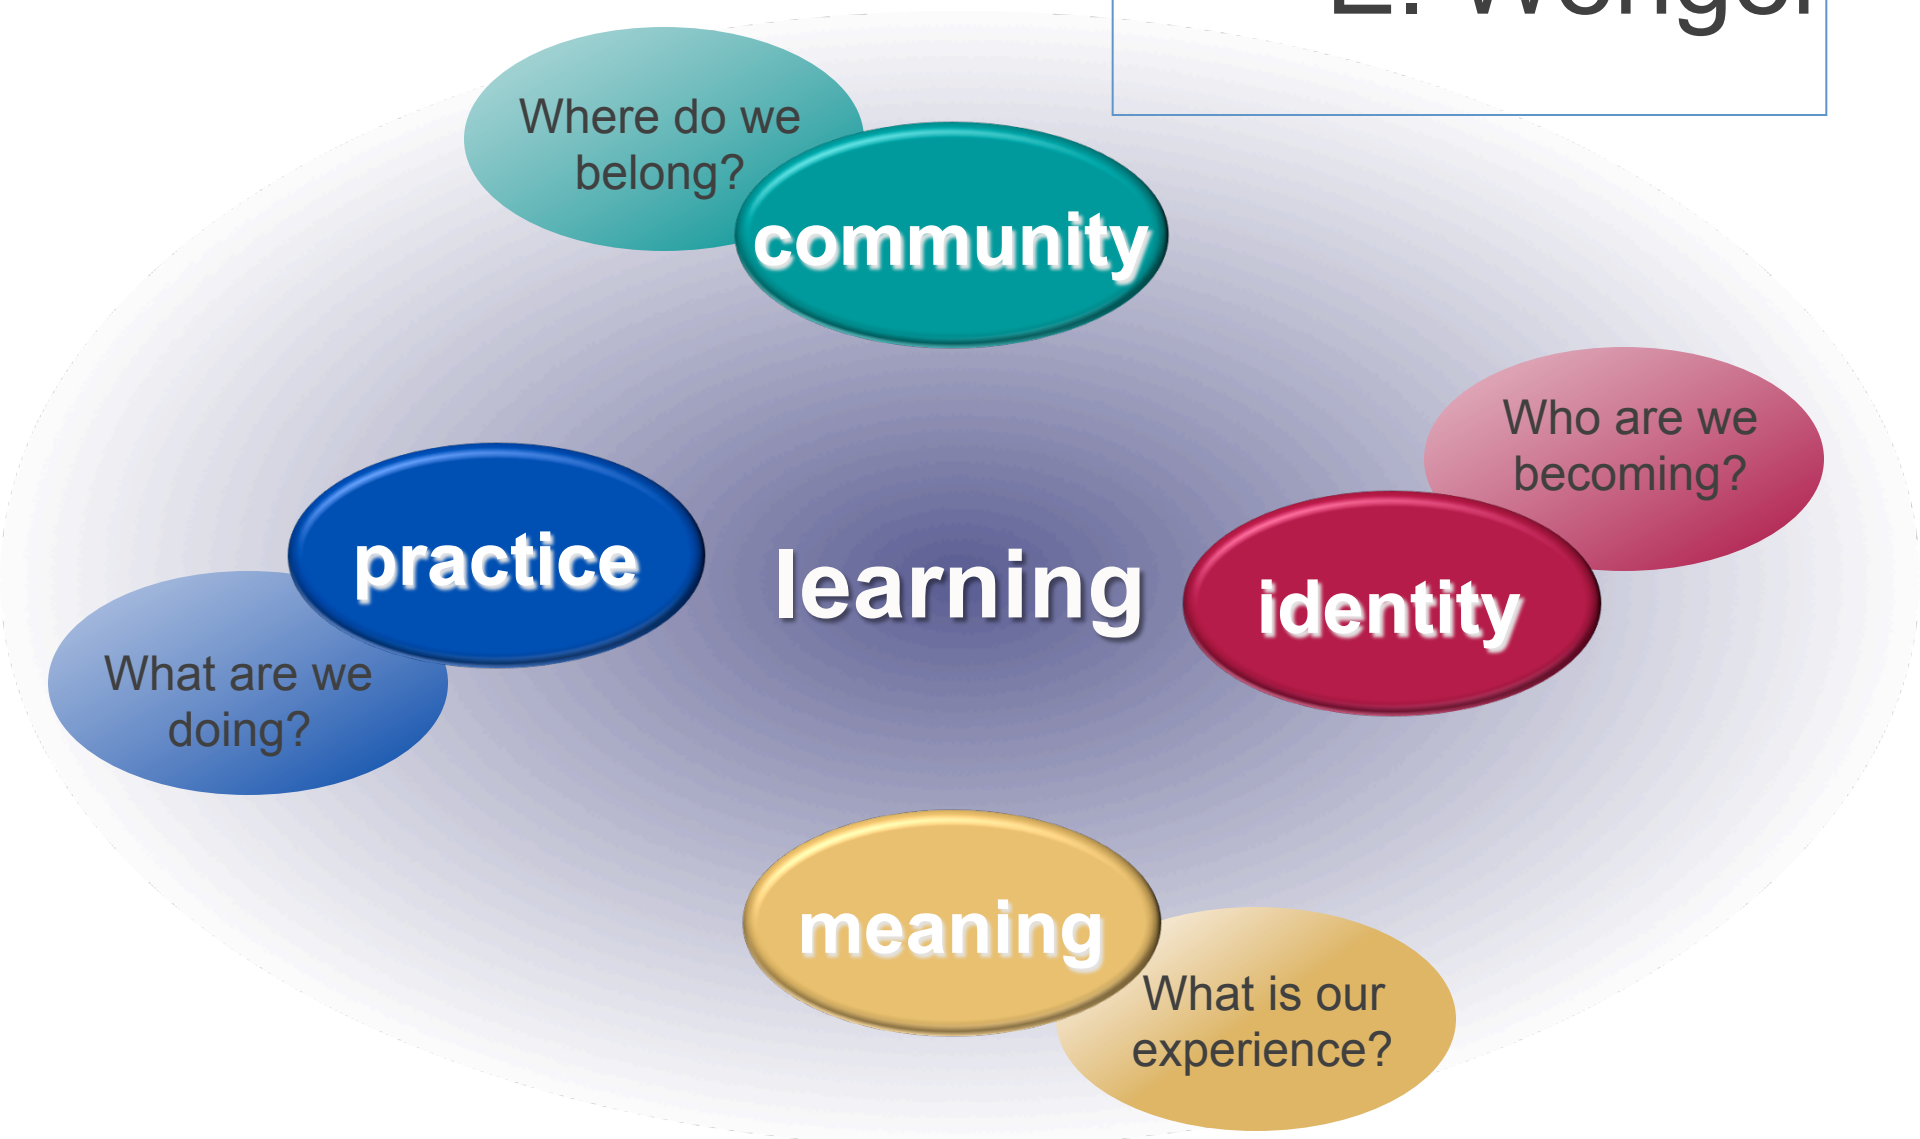 E. Wenger
Where do we
belong?
community
Who are we
becoming?
practice
learning
identity
What are we
doing?
meaning
What is our
experience?